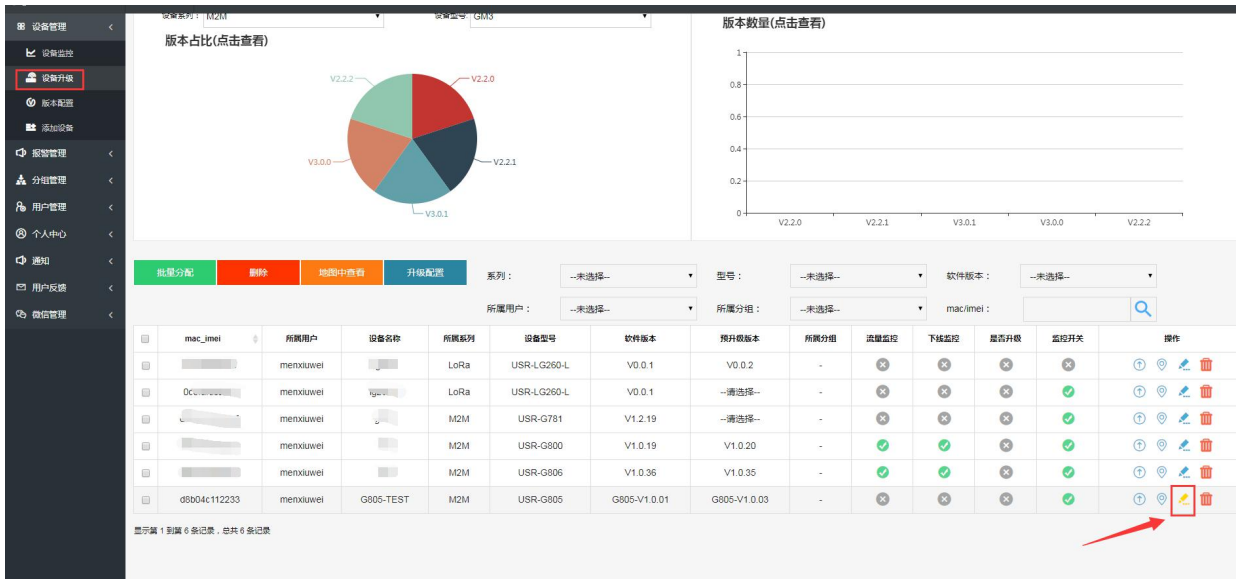 设备管理
设备监控
设备升级
版本配置
添加设备
报警管理
分组管理
用户管理
个人中心
通知
用户反馈
微信管理
设备系列： M2M 设备型号: GM3
版本占比(点击查看)
V2.2.2 V2.2.0
V3.0.0 V2.2.1
V3.0.1
版本数量(点击查看)
1
0.8
0.6
0.4
0.2
0
V2.2.0 V2.2.1 V3.0.1 V3.0.0 V2.2.2
批量分配 删除 地图中查看 升级配置
系列： --未选择-- 型号： --未选择-- 软件版本： --未选择--
所属用户： --未选择-- 所属分组： --未选择-- mac/imei：
mac_imei 所属用户 设备名称 所属系列 设备型号 软件版本 预升级版本 所属分组 流量监控 下线监控 是否升级 监控开关 操作
menxiuwei LoRa USR-LG260-L V0.0.1 V0.0.2 -
menxiuwei LoRa USR-LG260-L V0.0.1 --请选择-- -
menxiuwei M2M USR-G781 V1.2.19 --请选择-- -
menxiuwei M2M USR-G800 V1.0.19 V1.0.20 -
menxiuwei M2M USR-G806 V1.0.36 V1.0.35 -
d8b04c112233 menxiuwei G805-TEST M2M USR-G805 G805-V1.0.01 G805-V1.0.03 -
显示第 1 到第 6 条记录，总共 6 条记录